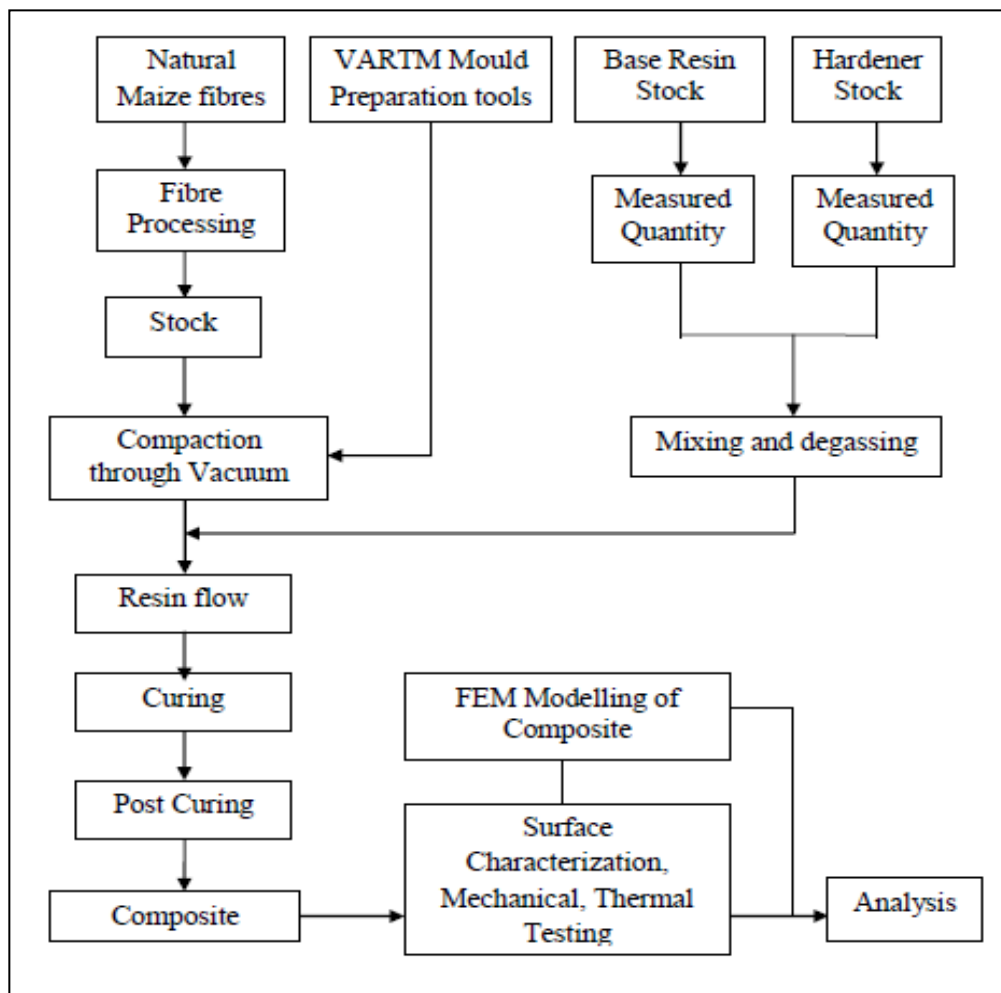 Natural
Maize fibres
VARTM Mould
Preparation tools
Base Resin
Stock
Hardener
Stock
Fibre
Processing
Measured
Quantity
Measured
Quantity
Stock
Compaction
through Vacuum
Mixing and degassing
Resin flow
Curing
FEM Modelling of
Composite
Post Curing
Surface
Characterization,
Mechanical, Thermal
Testing
Composite
Analysis